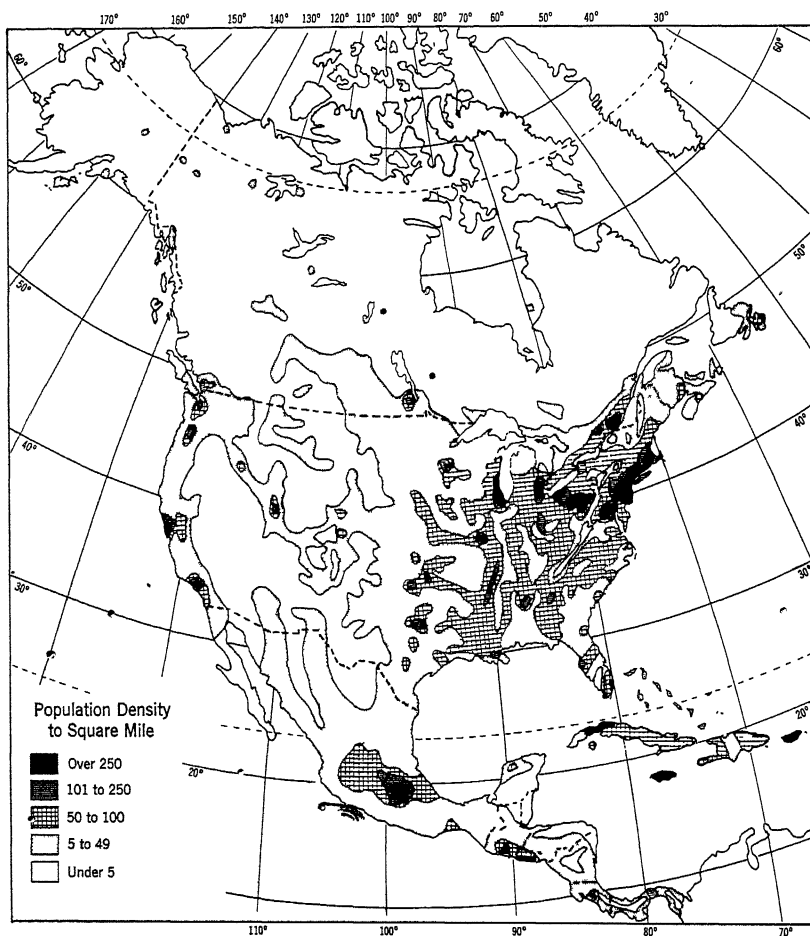 170° 160° 150° 140° 130° 120° 110° 100° 90° 80° 70° 60° 50° 40° 30°
60° 60°
50° 50°
40° 40°
30° 30°
20° 20°
Population Density
to Square Mile
Over 250
101 to 250
50 to 100
5 to 49
Under 5
110° 100° 90° 80° 70°